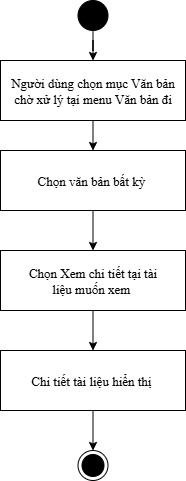 Người dùng chọn mục Văn bản
chờ xử lý tại menu Văn bản đi
Chọn văn bản bất kỳ
Chọn Xem chi tiết tại tài
liệu muốn xem
Chi tiết tài liệu hiển thị